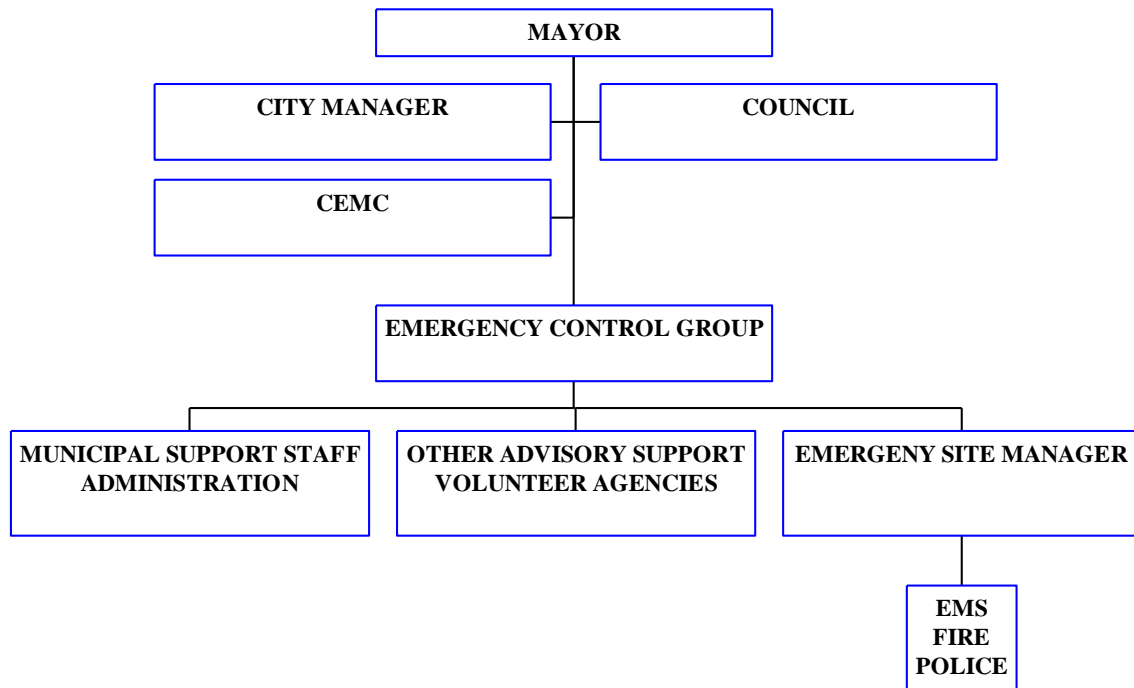 MAYOR
CITY MANAGER
COUNCIL
CEMC
EMERGENCY CONTROL GROUP
MUNICIPAL SUPPORT STAFF
ADMINISTRATION
OTHER ADVISORY SUPPORT
VOLUNTEER AGENCIES
EMERGENY SITE MANAGER
EMS
FIRE
POLICE